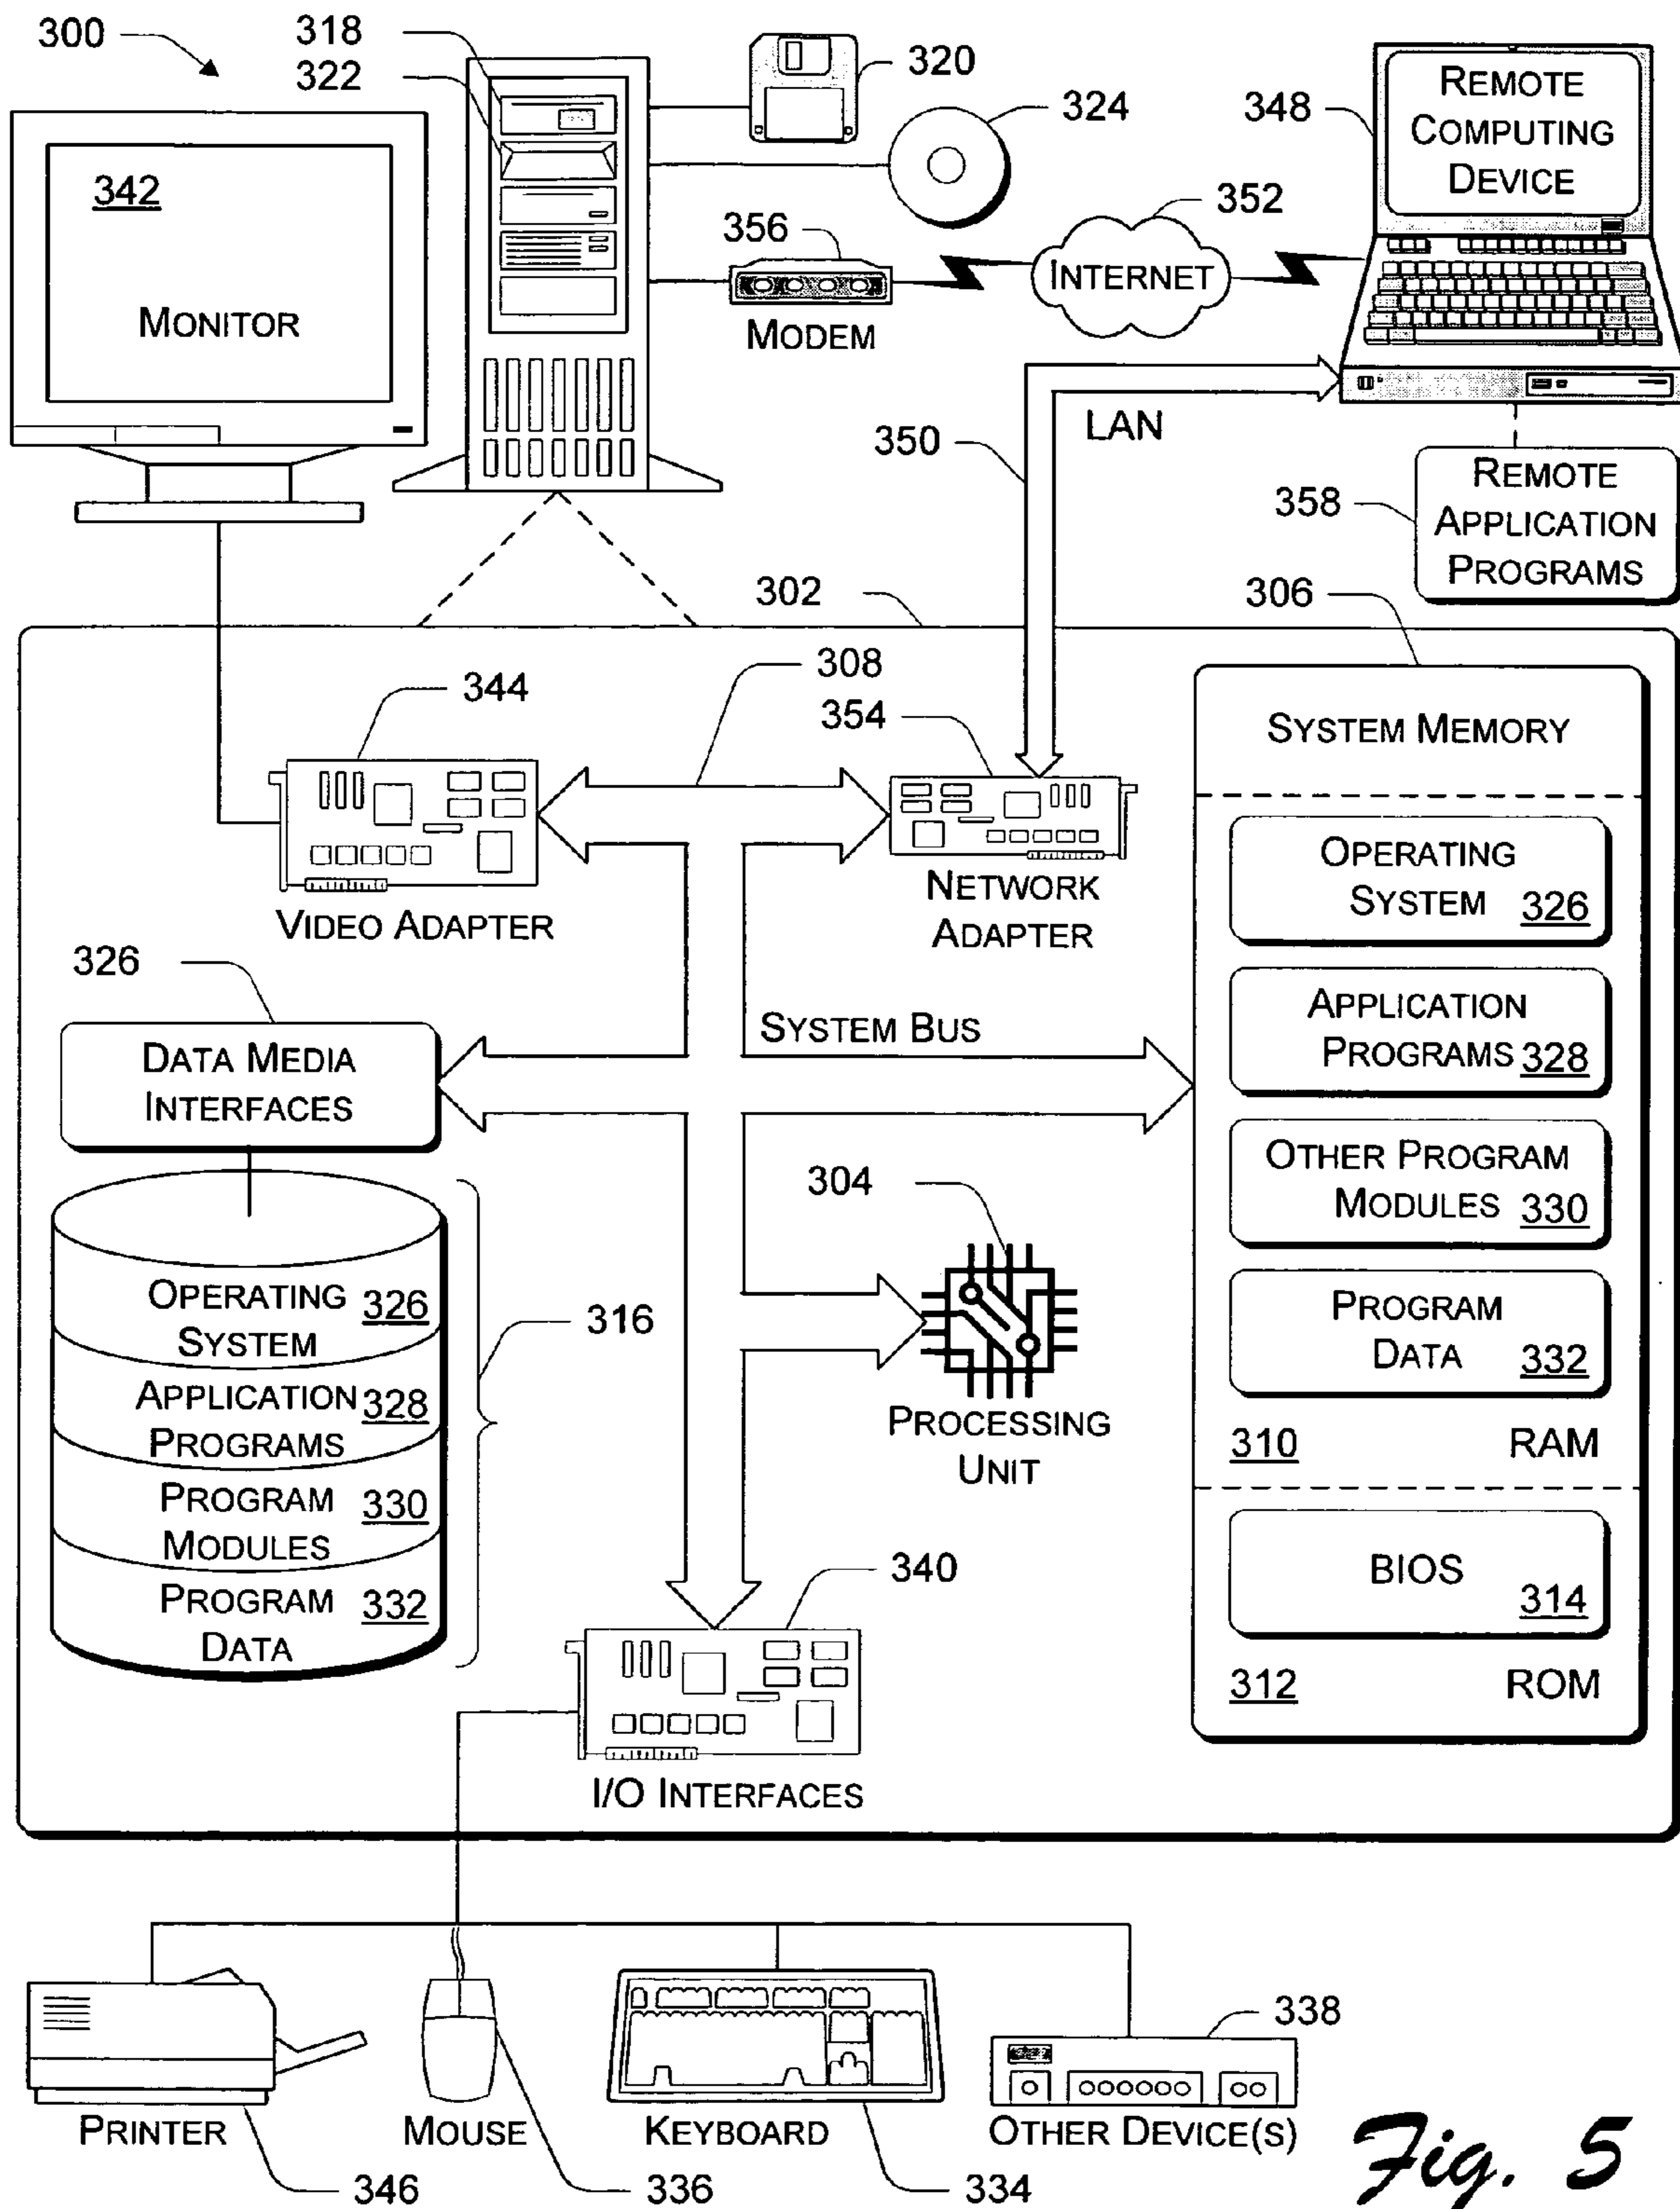 300
318
322
320
324
348
REMOTE
COMPUTING
DEVICE
342
MONITOR
356
MODEM
352
INTERNET
LAN
350
358
REMOTE
APPLICATION
PROGRAMS
302
306
308
344
354
SYSTEM MEMORY
VIDEO ADAPTER
NETWORK
ADAPTER
OPERATING
SYSTEM 326
326
DATA MEDIA
INTERFACES
SYSTEM BUS
APPLICATION
PROGRAMS 328
OTHER PROGRAM
MODULES 330
304
PROCESSING
UNIT
PROGRAM
DATA 332
310 RAM
OPERATING 326
SYSTEM
APPLICATION 328
PROGRAMS
PROGRAM 330
MODULES
PROGRAM 332
DATA
316
BIOS
314
312 ROM
340
I/O INTERFACES
PRINTER
346
MOUSE
336
KEYBOARD
334
338
OTHER DEVICE(S)
Fig. 5